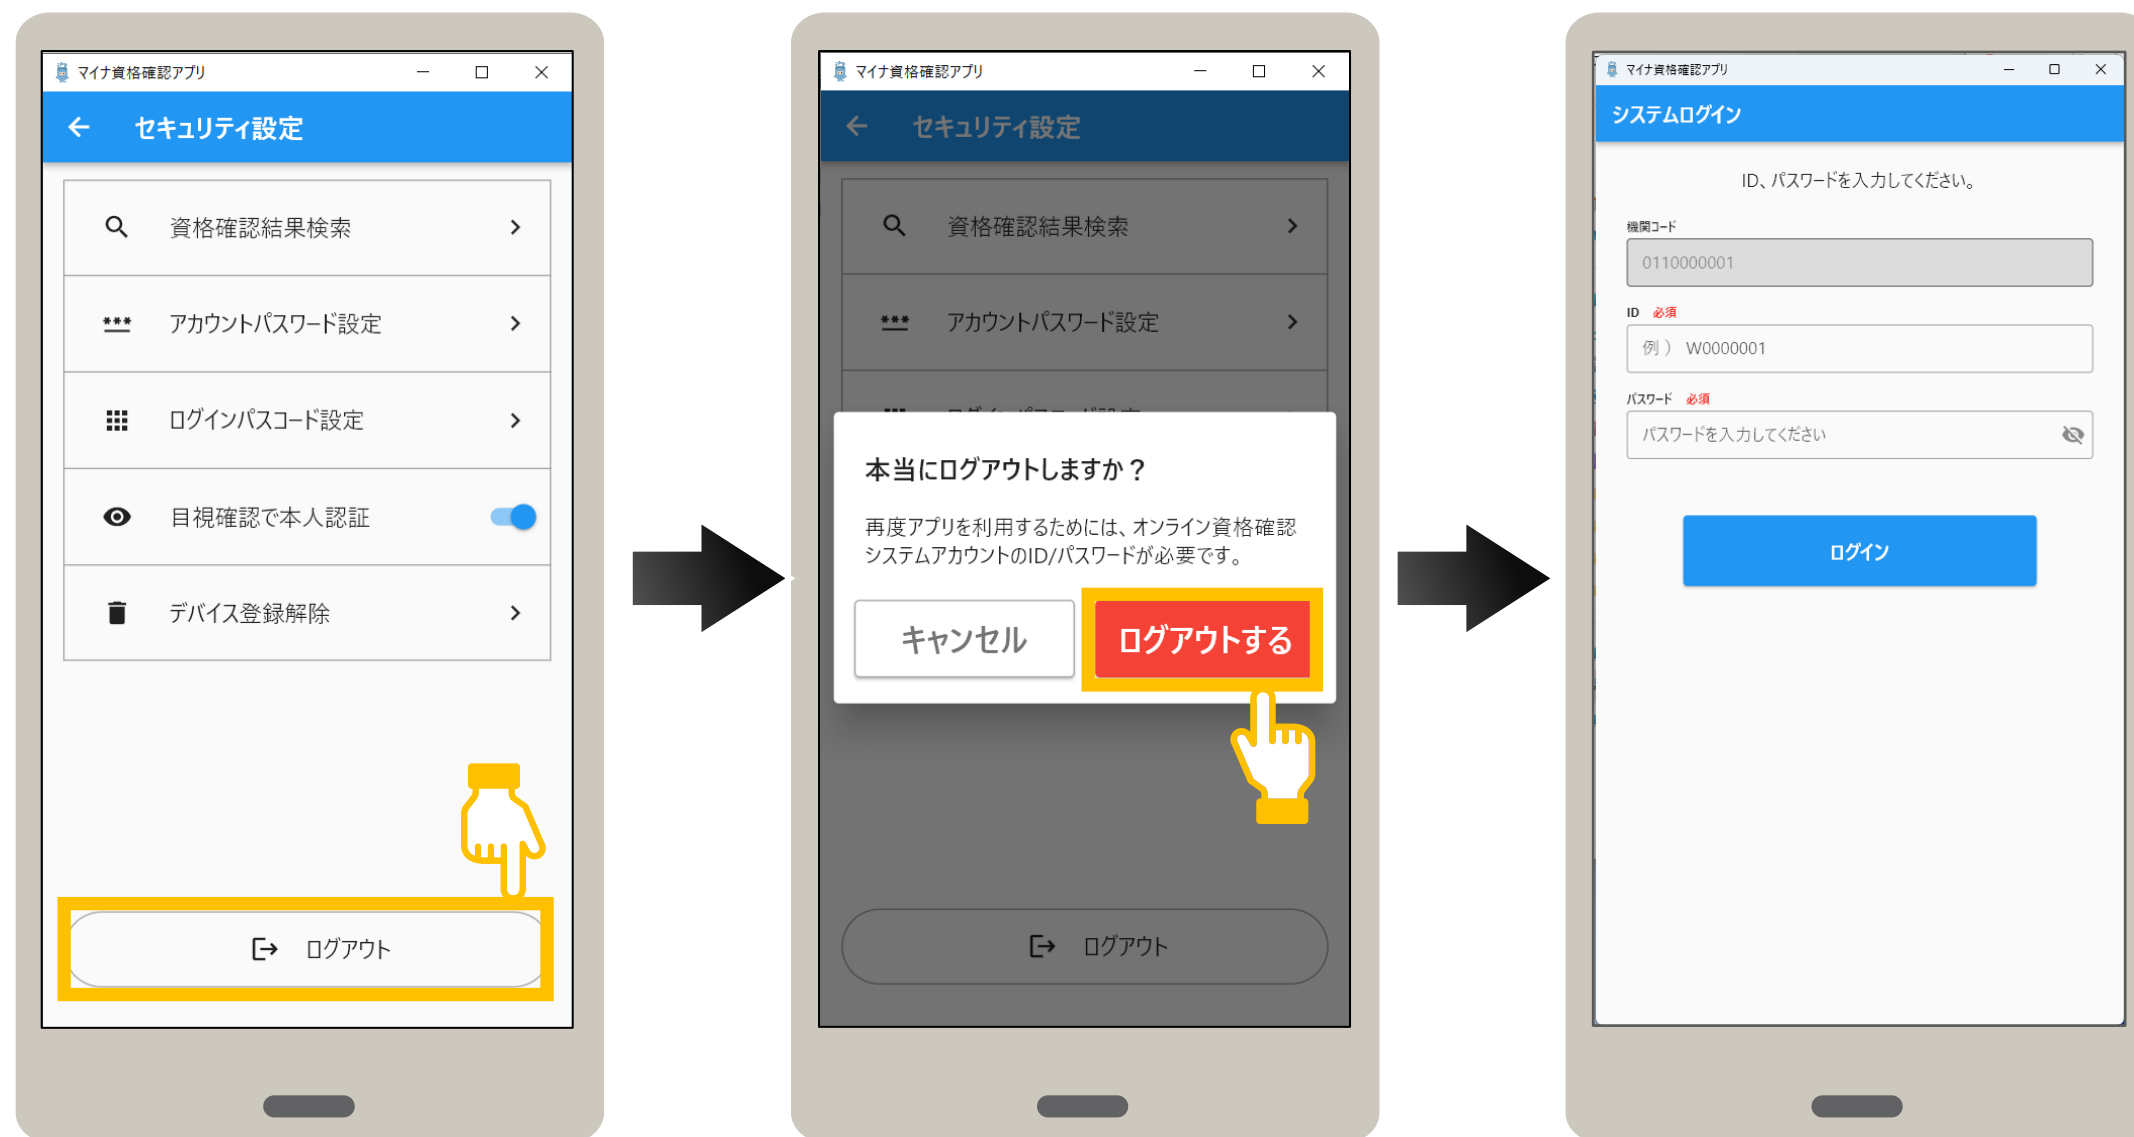 マイナ資格確認アプリ
セキュリティ設定
資格確認結果検索
アカウントパスワード設定
ログインパスコード設定
目視確認で本人認証
デバイス登録解除
ログアウト
マイナ資格確認アプリ
セキュリティ設定
資格確認結果検索
アカウントパスワード設定
本当にログアウトしますか？
再度アプリを利用するためには、オンライン資格確認
システムアカウントのID/パスワードが必要です。
キャンセル
ログアウトする
ログアウト
マイナ資格確認アプリ
システムログイン
ID、パスワードを入力してください。
機関コード
0110000001
ID 必須
例） W0000001
パスワード 必須
パスワードを入力してください
ログイン